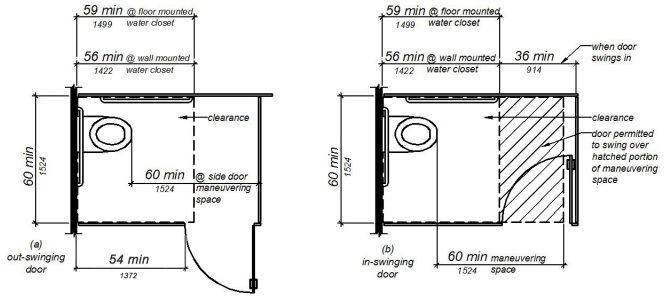 59 min @ floor mounted
1499 water closet
56 min @ wall mounted
1422 water closet
clearance
60 min
1524
60 min @ side door
1524 maneuvering
space
(a)
out-swinging
door
54 min
1372
59 min @ floor mounted
1499 water closet
56 min @ wall mounted
1422 water closet
36 min
914
when door
swings in
clearance
door permitted
to swing over
hatched portion
of maneuvering
space
60 min
1524
(b)
in-swinging
door
60 min maneuvering
1524 space